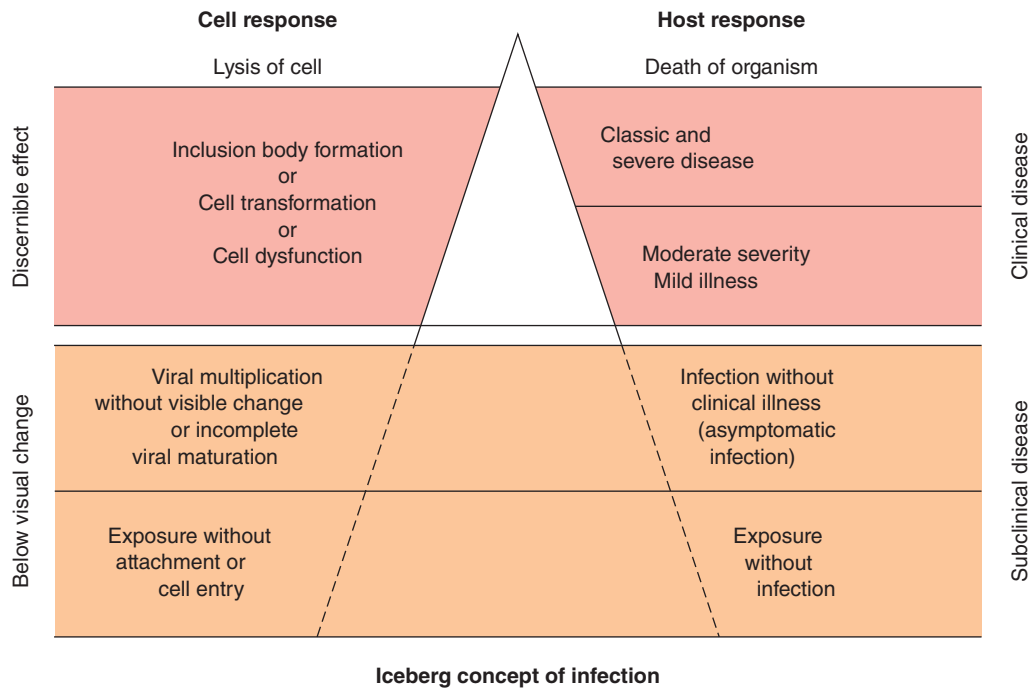 Cell response
Host response
Lysis of cell
Death of organism
Discernible effect
Inclusion body formation
or
Cell transformation
or
Cell dysfunction
Classic and
severe disease
Moderate severity
Mild illness
Clinical disease
Below visual change
Viral multiplication
without visible change
or incomplete
viral maturation
Infection without
clinical illness
(asymptomatic
infection)
Exposure without
attachment or
cell entry
Exposure
without
infection
Subclinical disease
Iceberg concept of infection